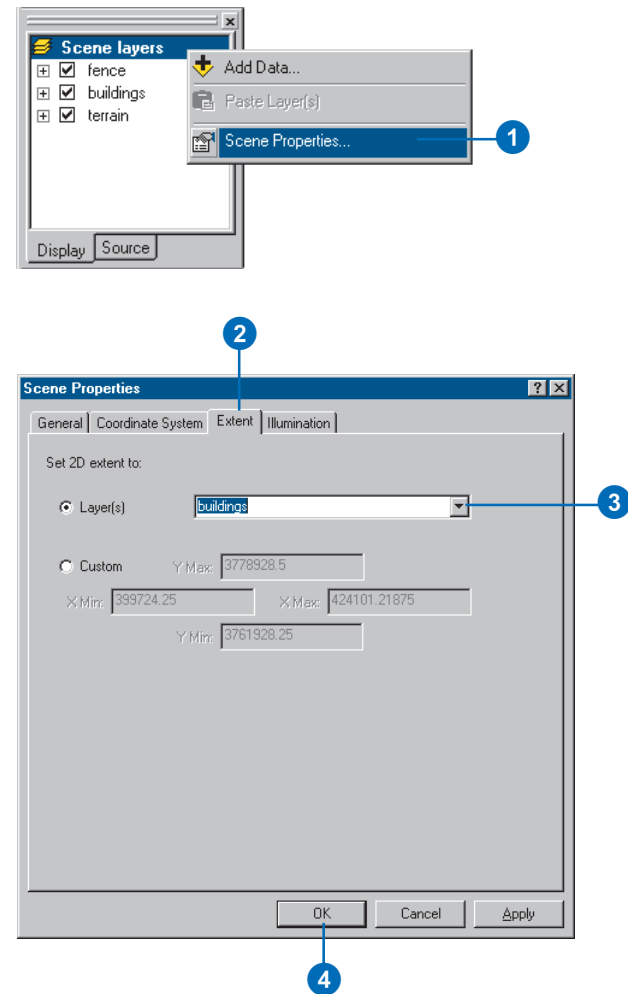 Scene layers
fence
buildings
terrain
Display Source
Add Data...
Paste Layer(s)
Scene Properties...
1
2
Scene Properties
General Coordinate System Extent Illumination
Set 2D extent to:
Layer(s) buildings
3
Custom Y Max: 3778928.5
X Min: 399724.25 X Max: 424101.21875
Y Min: 3761928.25
OK Cancel Apply
4